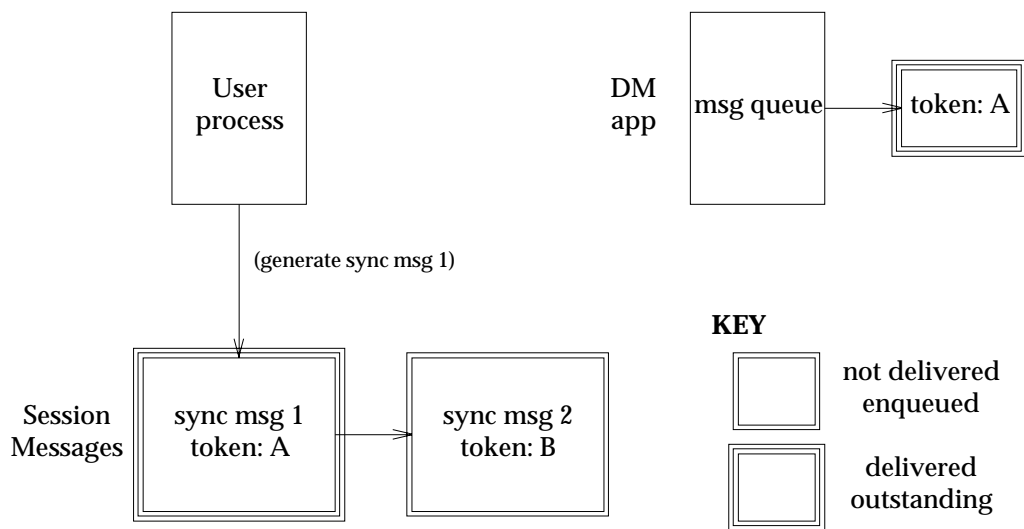 User
process
DM
app
msg queue
token: A
(generate sync msg 1)
KEY
not delivered
enqueued
Session
Messages
sync msg 1
token: A
sync msg 2
token: B
delivered
outstanding